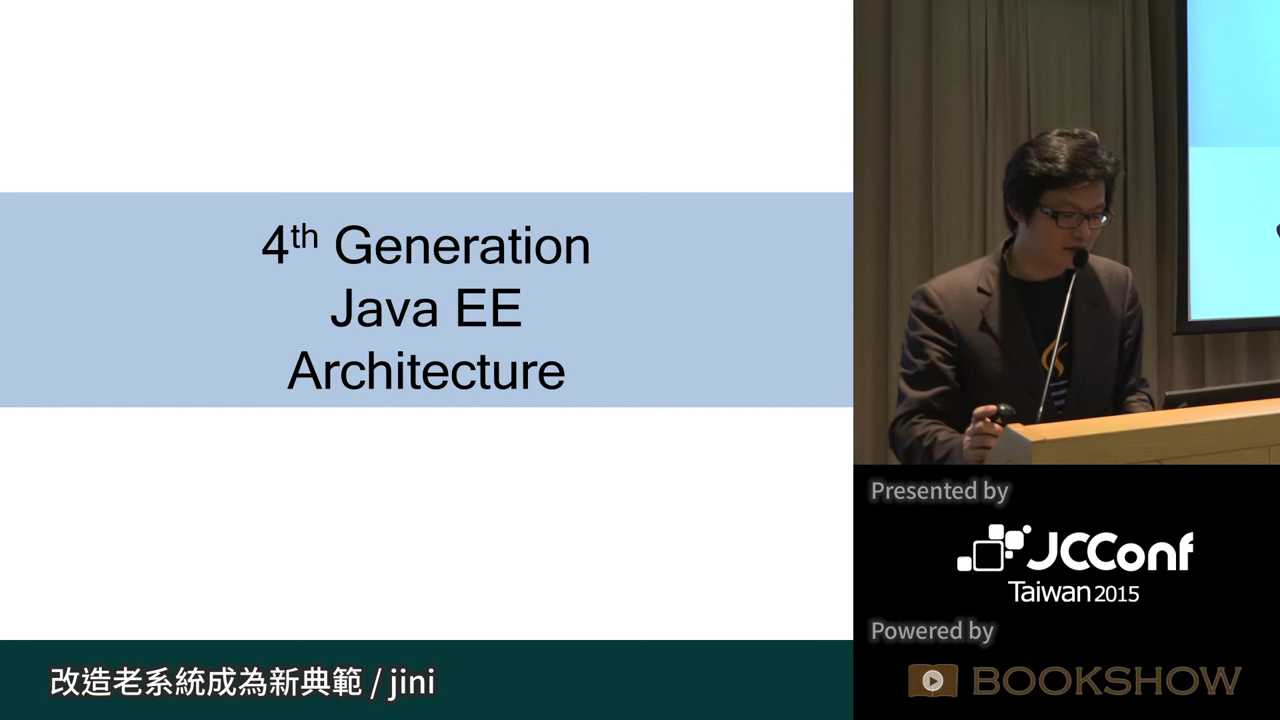 4th Generation
Java EE
Architecture
Presented by
JCConf
Taiwan 2015
Powered by
BOOKSHOW
改造老系統成為新典範 / jini